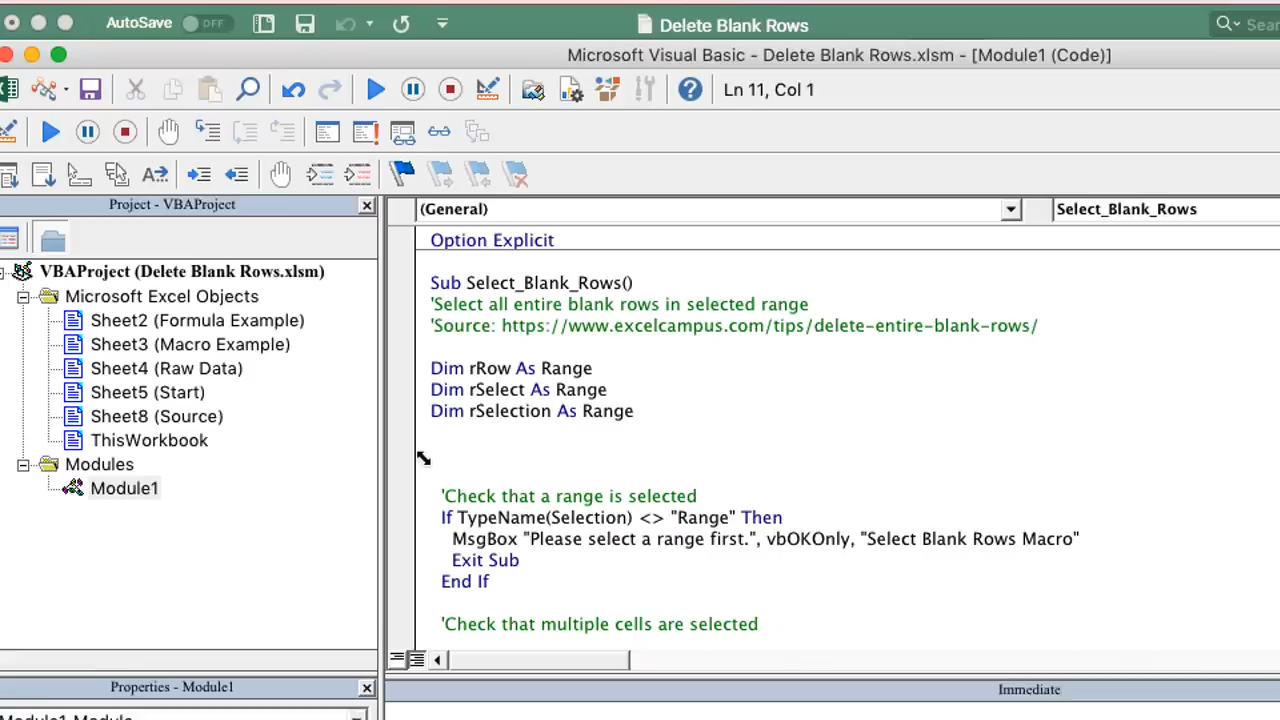 AutoSave OFF Delete Blank Rows Sear
Microsoft Visual Basic - Delete Blank Rows.xlsm - [Module1 (Code)]
Ln 11, Col 1
Project - VBAProject
(General) Select_Blank_Rows
VBAProject (Delete Blank Rows.xlsm)
Microsoft Excel Objects
Sheet2 (Formula Example)
Sheet3 (Macro Example)
Sheet4 (Raw Data)
Sheet5 (Start)
Sheet8 (Source)
ThisWorkbook
Modules
Module1
Option Explicit
Sub Select_Blank_Rows()
'Select all entire blank rows in selected range
'Source: https://www.excelcampus.com/tips/delete-entire-blank-rows/
Dim rRow As Range
Dim rSelect As Range
Dim rSelection As Range
'Check that a range is selected
If TypeName(Selection) <> "Range" Then
MsgBox "Please select a range first.", vbOKOnly, "Select Blank Rows Macro"
Exit Sub
End If
'Check that multiple cells are selected
Properties - Module1
Module1 Module
Immediate